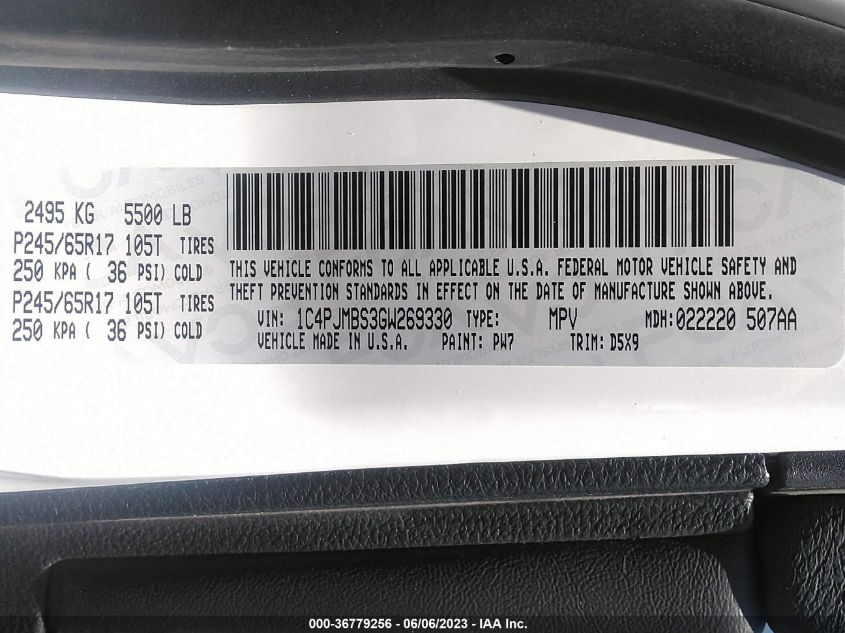 2495 KG 5500 LB
P245/65R17 105T TIRES
250 KPA ( 36 PSI) COLD
P245/65R17 105T TIRES
250 KPA ( 36 PSI) COLD
THIS VEHICLE CONFORMS TO ALL APPLICABLE U.S.A. FEDERAL MOTOR VEHICLE SAFETY AND
THEFT PREVENTION STANDARDS IN EFFECT ON THE DATE OF MANUFACTURE SHOWN ABOVE.
VIN: 1C4PJMBS3GW269330 TYPE: MPV MDH:022220 507AA
VEHICLE MADE IN U.S.A. PAINT: PW7 TRIM: D5X9
000-36779256 - 06/06/2023 - IAA Inc.